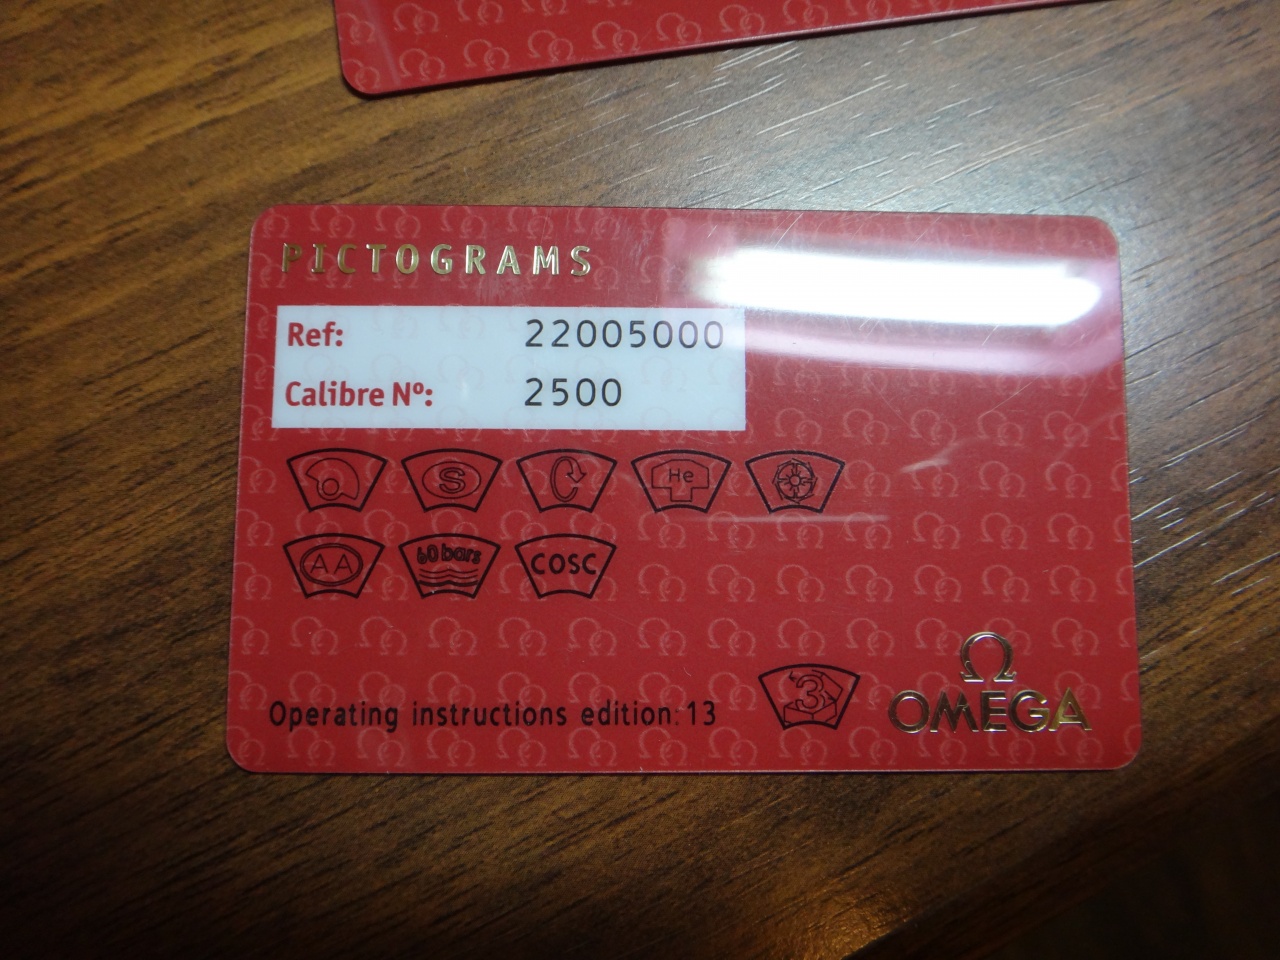 PICTOGRAMS
Ref: 22005000
Calibre Nº: 2500
S He
AA 60 bars COSC
Operating instructions edition: 13
3
Ω
OMEGA